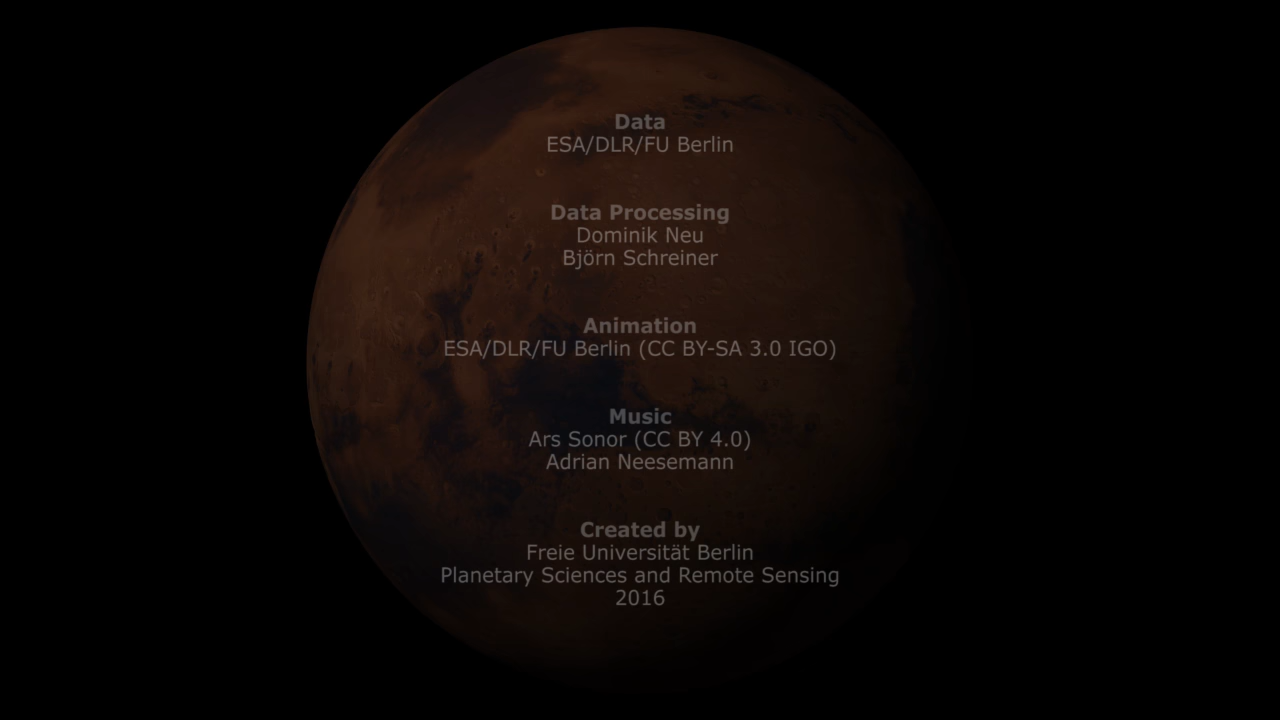 Data
ESA/DLR/FU Berlin
Data Processing
Dominik Neu
Björn Schreiner
Animation
ESA/DLR/FU Berlin (CC BY-SA 3.0 IGO)
Music
Ars Sonor (CC BY 4.0)
Adrian Neesemann
Created by
Freie Universität Berlin
Planetary Sciences and Remote Sensing
2016